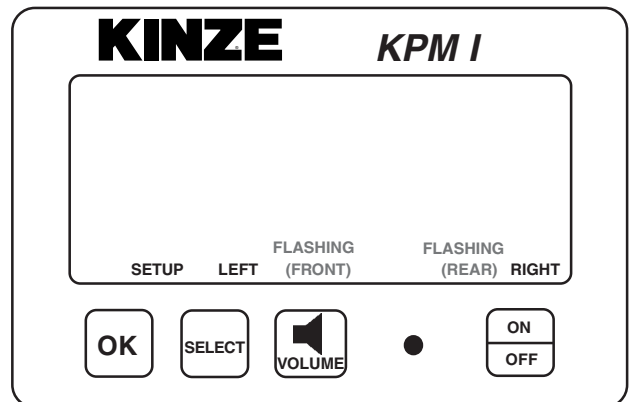 KINZE KPM I
FLASHING FLASHING
SETUP LEFT (FRONT) (REAR) RIGHT
OK SELECT VOLUME ON
OFF